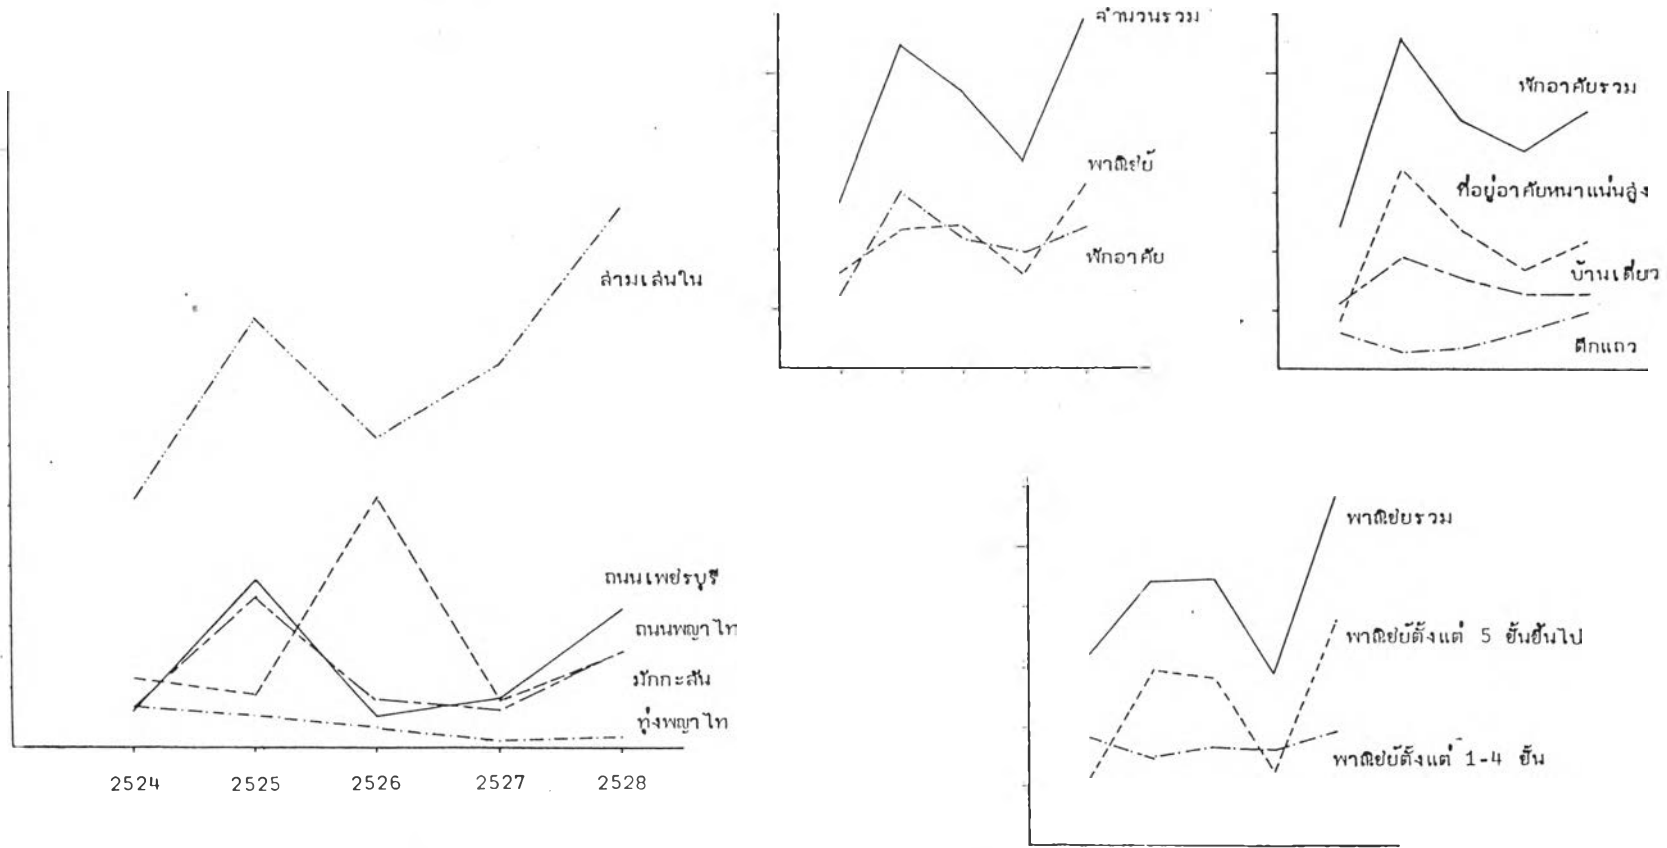 สามเสนใน
ถนนเพชรบุรี
ถนนพญาไท
มักกะสัน
ทุ่งพญาไท
2524 2525 2526 2527 2528
จำนวนรวม
พาณิชย์
พักอาศัย
พักอาศัยรวม
ที่อยู่อาศัยหนาแน่นสูง
บ้านเดี่ยว
ตึกแถว
พาณิชยรวม
พาณิชย์ตั้งแต่ 5 ชั้นขึ้นไป
พาณิชย์ตั้งแต่ 1-4 ชั้น